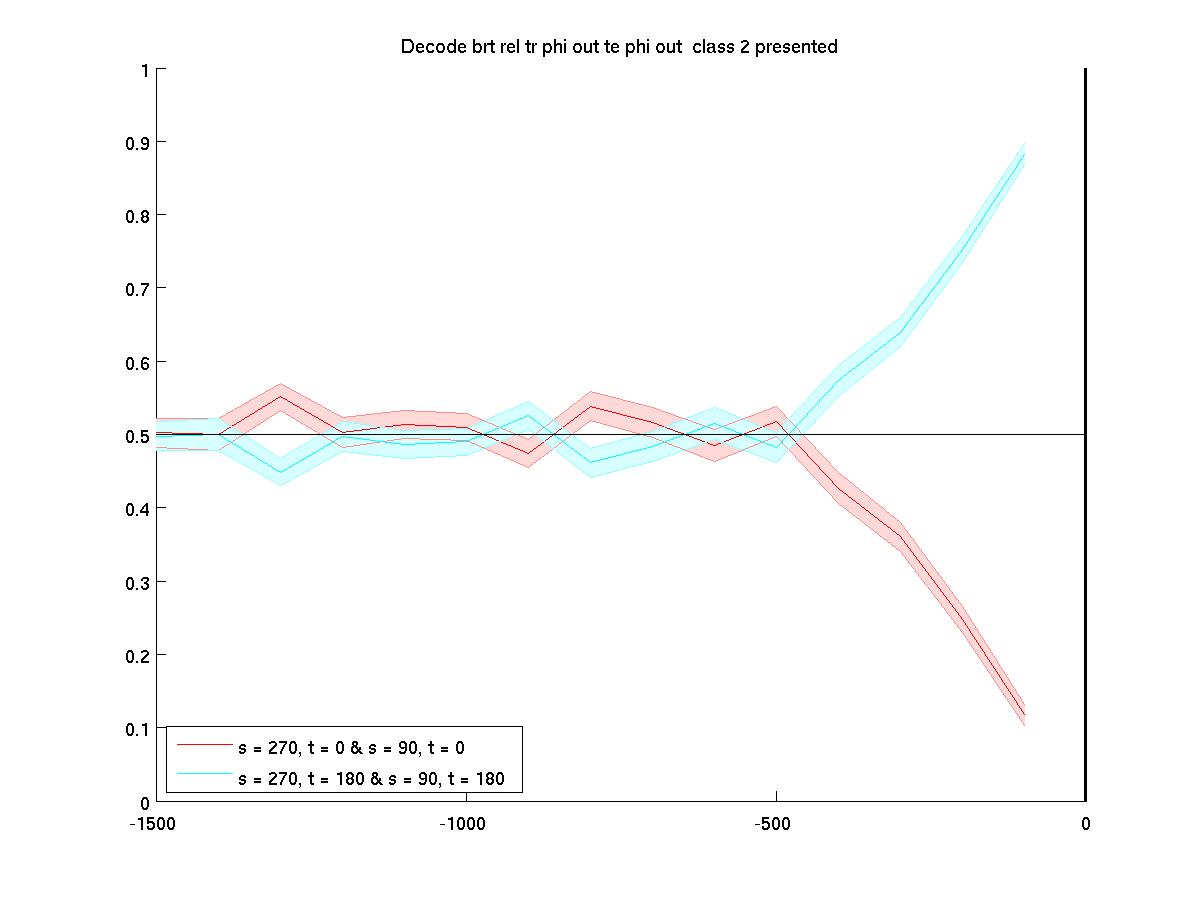 Decode brt rel tr phi out te phi out  class 2 presented
1
0.9
0.8
0.7
0.6
0.5
0.4
0.3
0.2
0.1
0
s = 270, t = 0 & s = 90, t = 0
s = 270, t = 180 & s = 90, t = 180
-1500 -1000 -500 0